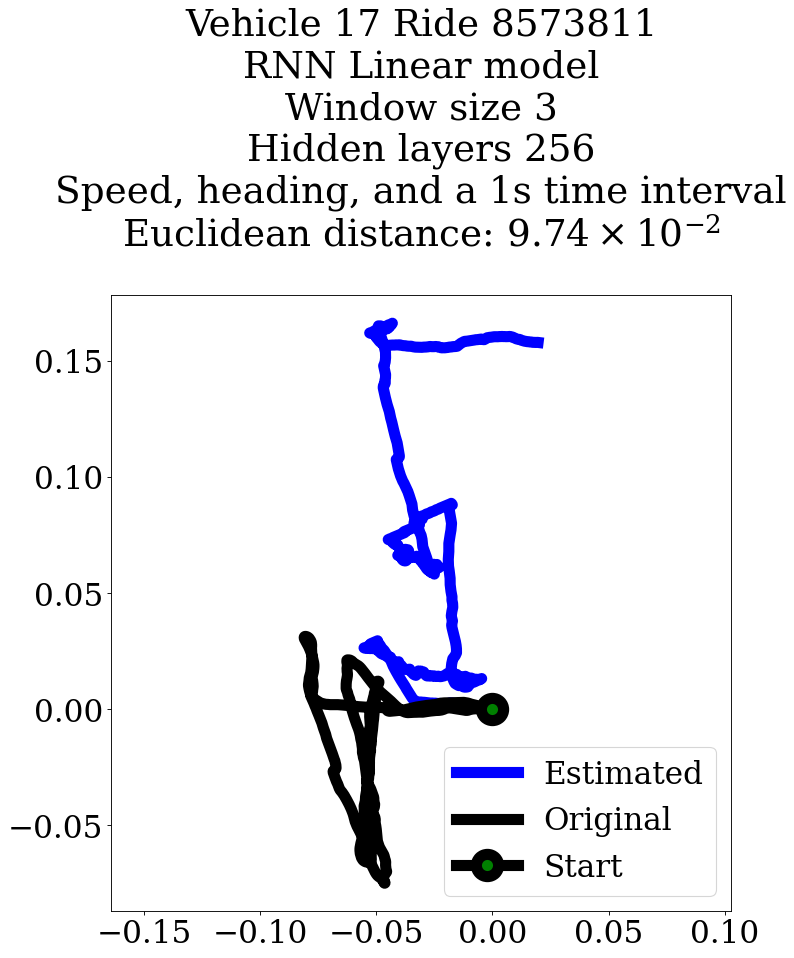 Vehicle 17 Ride 8573811
RNN Linear model
Window size 3
Hidden layers 256
Speed, heading, and a 1s time interval
Euclidean distance: 9.74 × 10⁻²
0.15
0.10
0.05
0.00
−0.05
Estimated
Original
Start
−0.15 −0.10 −0.05 0.00 0.05 0.10